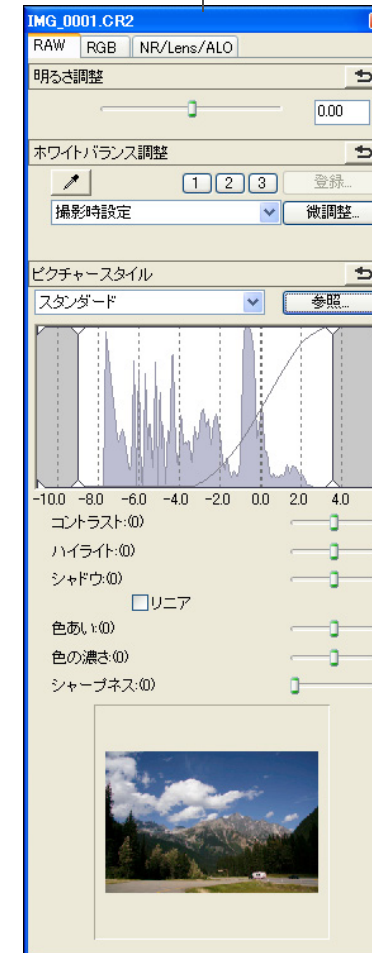 IMG_0001.CR2
RAW RGB NR/Lens/ALO
明るさ調整
0.00
ホワイトバランス調整
1 2 3 登録...
撮影時設定 微調整...
ピクチャースタイル
スタンダード 参照...
-10.0 -8.0 -6.0 -4.0 -2.0 0.0 2.0 4.0
コントラスト:(0)
ハイライト:(0)
シャドウ:(0)
リニア
色あい:(0)
色の濃さ:(0)
シャープネス:(0)